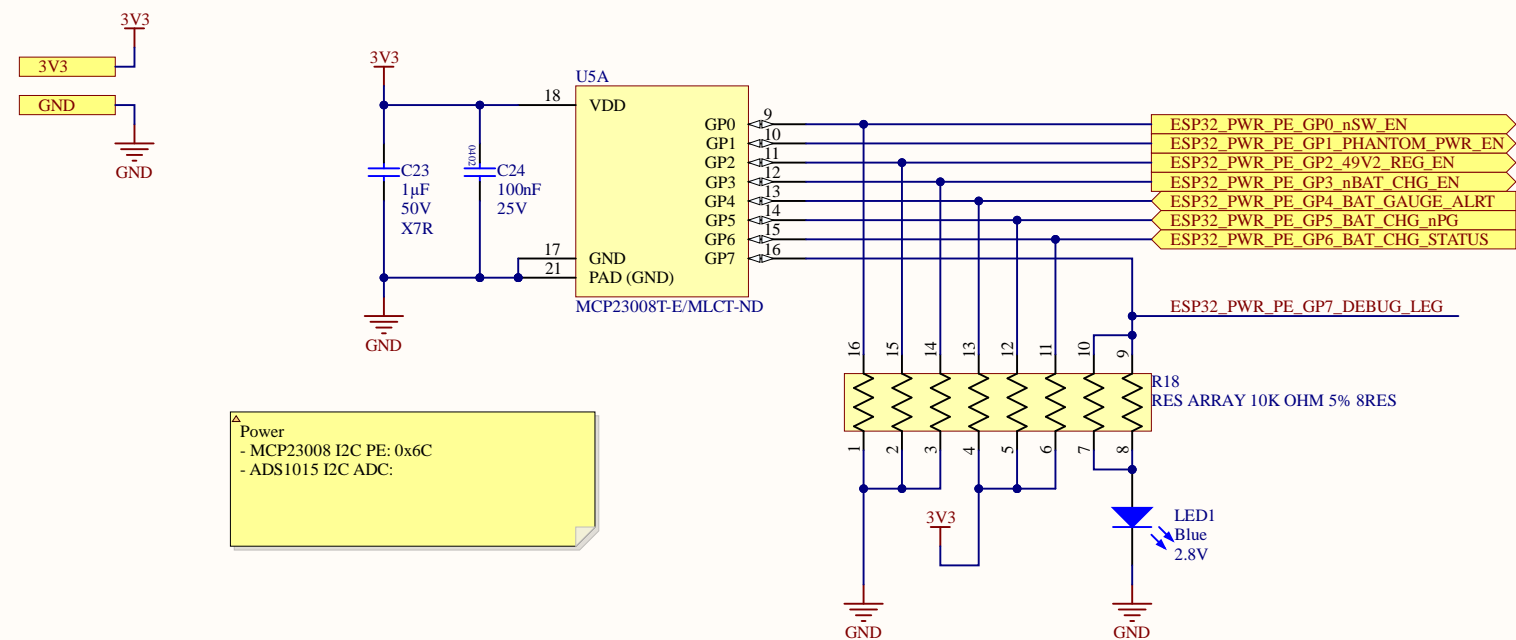 3V3
3V3
GND
GND
3V3
U5A
18
VDD
GP0
9
ESP32_PWR_PE_GP0_nSW_EN
GP1
10
ESP32_PWR_PE_GP1_PHANTOM_PWR_EN
GP2
11
ESP32_PWR_PE_GP2_49V2_REG_EN
GP3
12
ESP32_PWR_PE_GP3_nBAT_CHG_EN
GP4
13
ESP32_PWR_PE_GP4_BAT_GAUGE_ALRT
GP5
14
ESP32_PWR_PE_GP5_BAT_CHG_nPG
GP6
15
ESP32_PWR_PE_GP6_BAT_CHG_STATUS
GP7
16
C23
1µF
50V
X7R
0402
C24
100nF
25V
17
GND
21
PAD (GND)
MCP23008T-E/MLCT-ND
GND
ESP32_PWR_PE_GP7_DEBUG_LEG
16
15
14
13
12
11
10
9
R18
RES ARRAY 10K OHM 5% 8RES
1
2
3
4
5
6
7
8
Power
- MCP23008 I2C PE: 0x6C
- ADS1015 I2C ADC:
3V3
LED1
Blue
2.8V
GND
GND